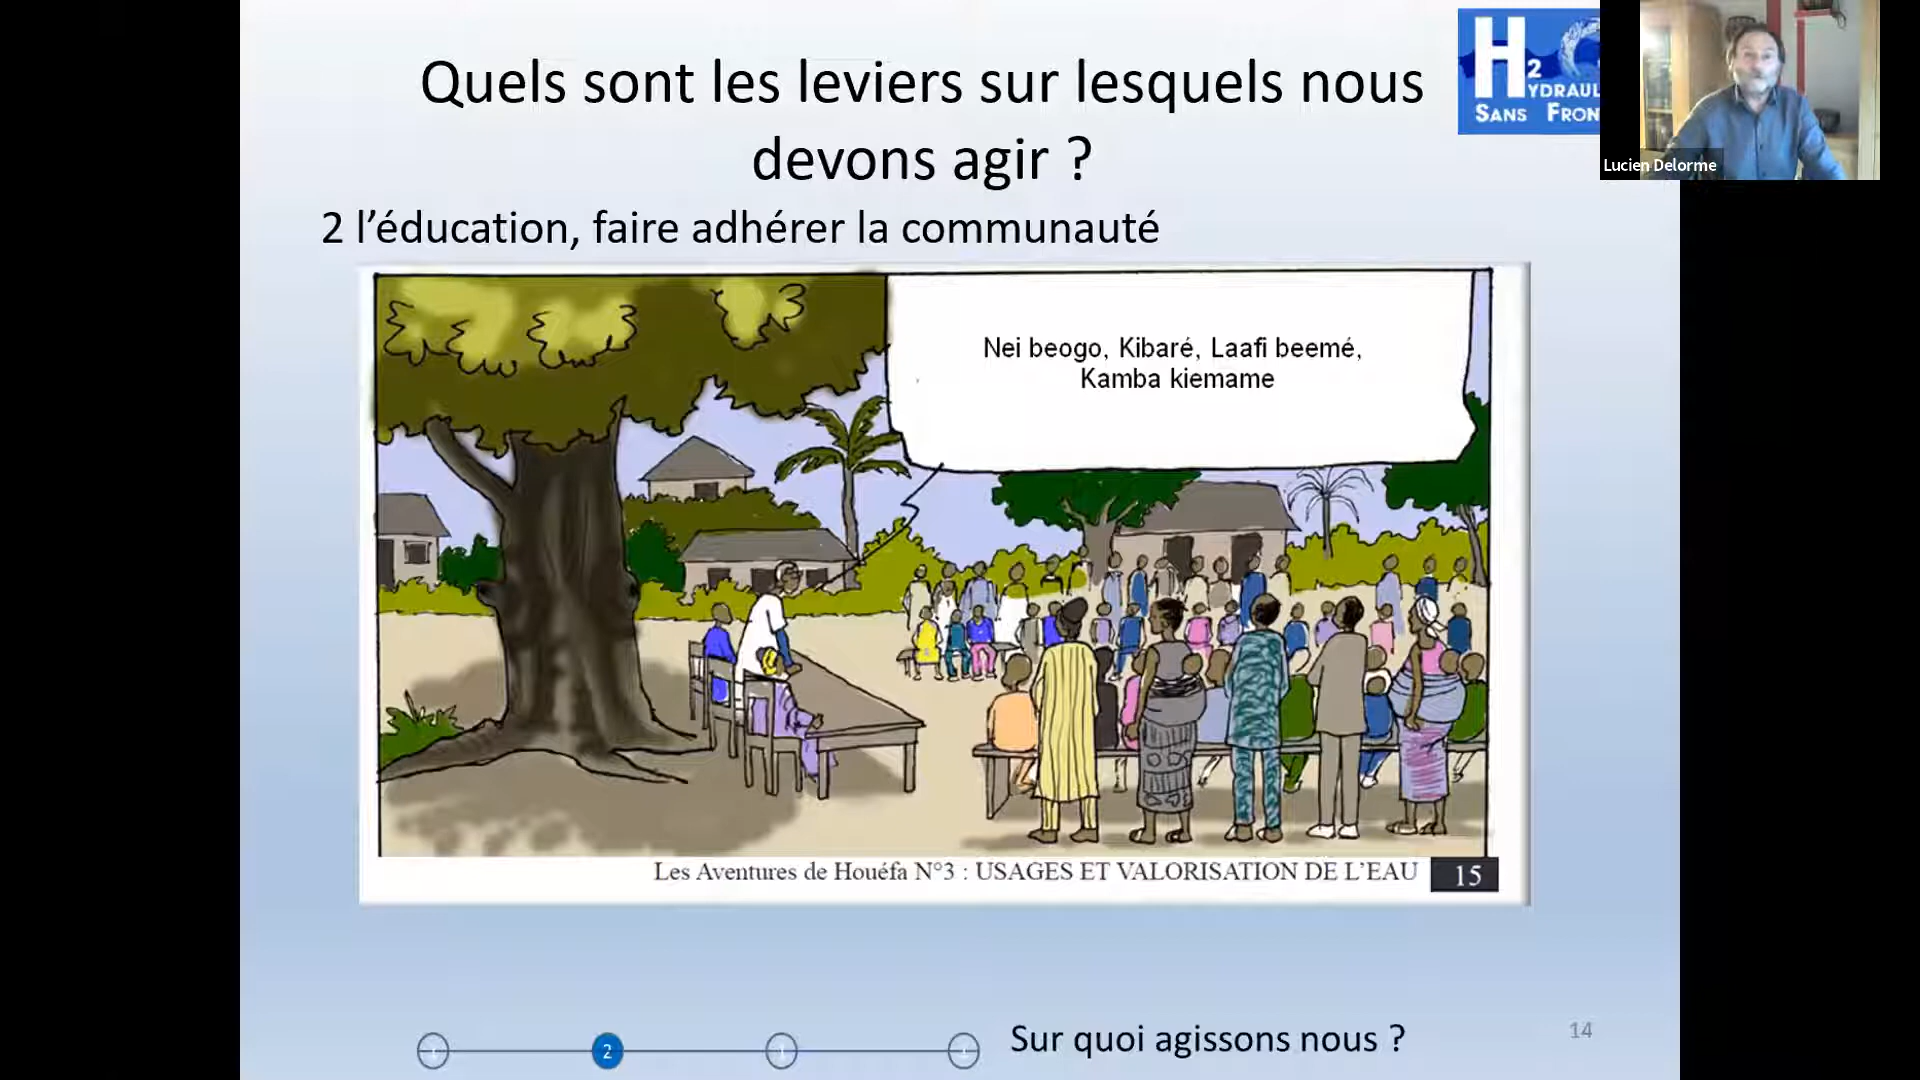 Quels sont les leviers sur lesquels nous
devons agir ?
H2O
YDRAUL
SANS FRON
Lucien Delorme
2 l’éducation, faire adhérer la communauté
Nei beogo, Kibaré, Laafi beemé,
Kamba kiemame
Les Aventures de Houéfa N°3 : USAGES ET VALORISATION DE L’EAU
15
2
Sur quoi agissons nous ?
14